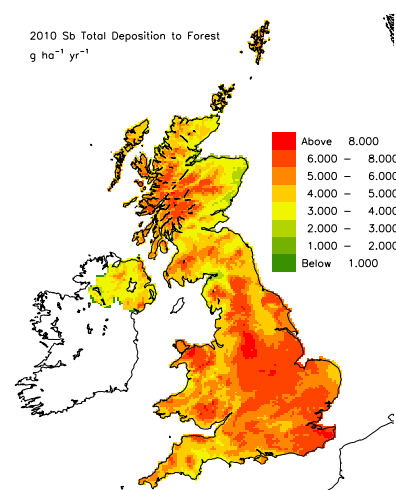 2010 Sb Total Deposition to Forest
g ha⁻¹ yr⁻¹
Above 8.000
6.000 – 8.000
5.000 – 6.000
4.000 – 5.000
3.000 – 4.000
2.000 – 3.000
1.000 – 2.000
Below 1.000